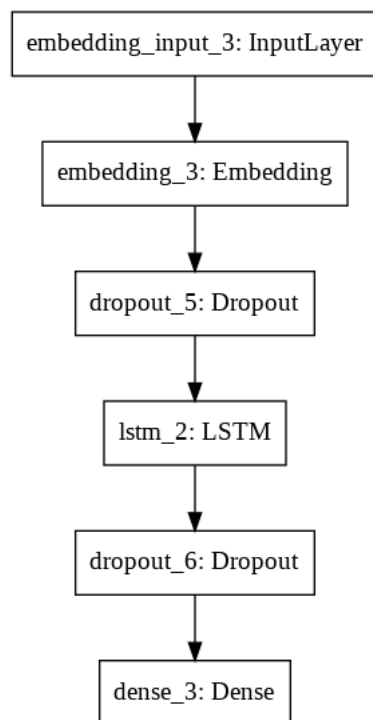 embedding_input_3: InputLayer
embedding_3: Embedding
dropout_5: Dropout
lstm_2: LSTM
dropout_6: Dropout
dense_3: Dense